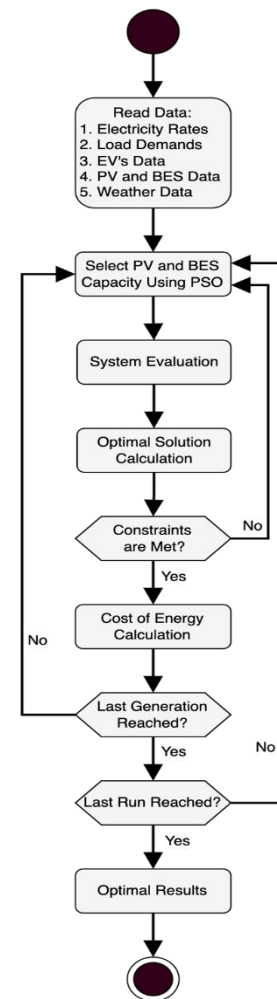 Read Data:
1. Electricity Rates
2. Load Demands
3. EV's Data
4. PV and BES Data
5. Weather Data
Select PV and BES
Capacity Using PSO
System Evaluation
Optimal Solution
Calculation
Constraints
are Met?
No
Yes
Cost of Energy
Calculation
No
Last Generation
Reached?
Yes
No
Last Run Reached?
Yes
Optimal Results